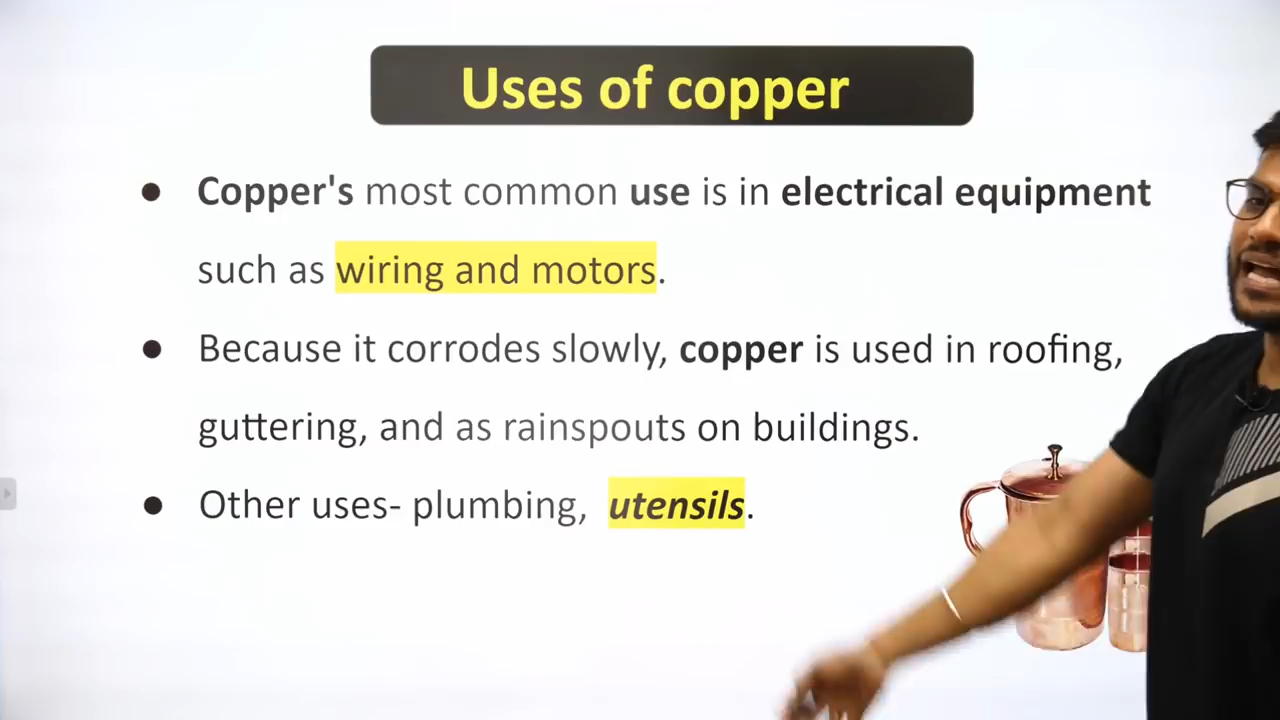 Uses of copper
● Copper's most common use is in electrical equipment
such as wiring and motors.
● Because it corrodes slowly, copper is used in roofing,
guttering, and as rainspouts on buildings.
● Other uses- plumbing, utensils.